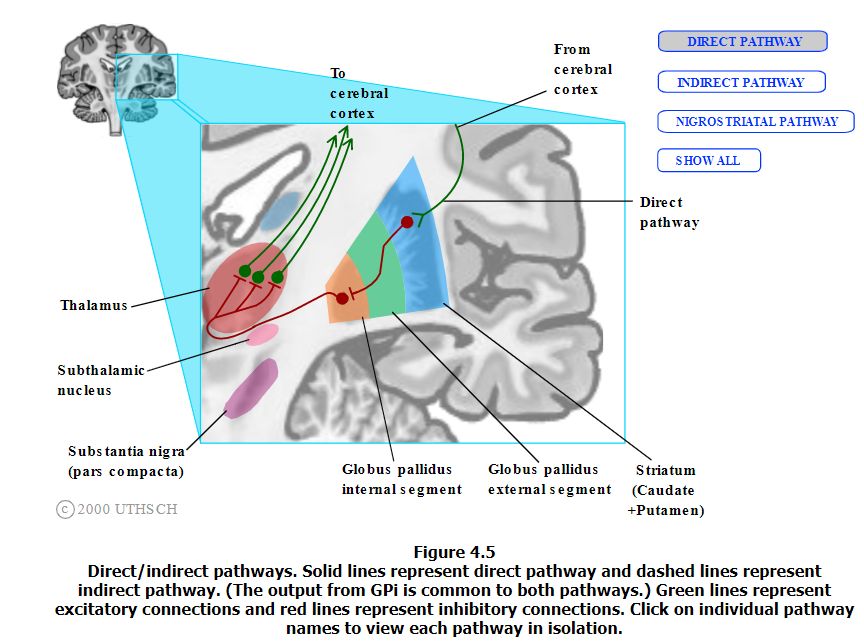 To
cerebral
cortex
From
cerebral
cortex
DIRECT PATHWAY
INDIRECT PATHWAY
NIGROSTRIATAL PATHWAY
SHOW ALL
Direct
pathway
Thalamus
Subthalamic
nucleus
Substantia nigra
(pars compacta)
Globus pallidus
internal segment
Globus pallidus
external segment
Striatum
(Caudate
+Putamen)
© 2000 UTHSCH
Figure 4.5
Direct/indirect pathways. Solid lines represent direct pathway and dashed lines represent
indirect pathway. (The output from GPi is common to both pathways.) Green lines represent
excitatory connections and red lines represent inhibitory connections. Click on individual pathway
names to view each pathway in isolation.